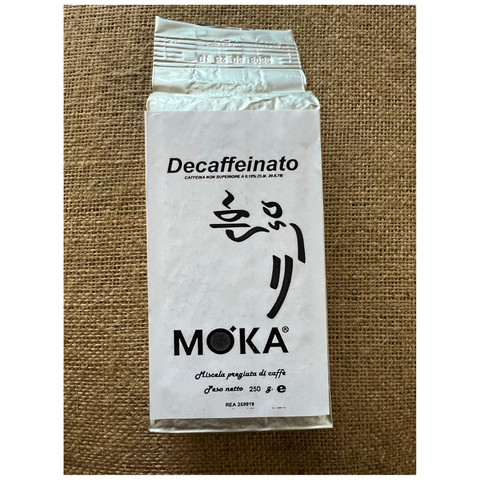 Decaffeinato
CAFFEINA NON SUPERIORE A 0,10% (D.M. 20.5.76)
MOKA®
Miscela pregiata di caffè
Peso netto 250 g. e
REA 259919